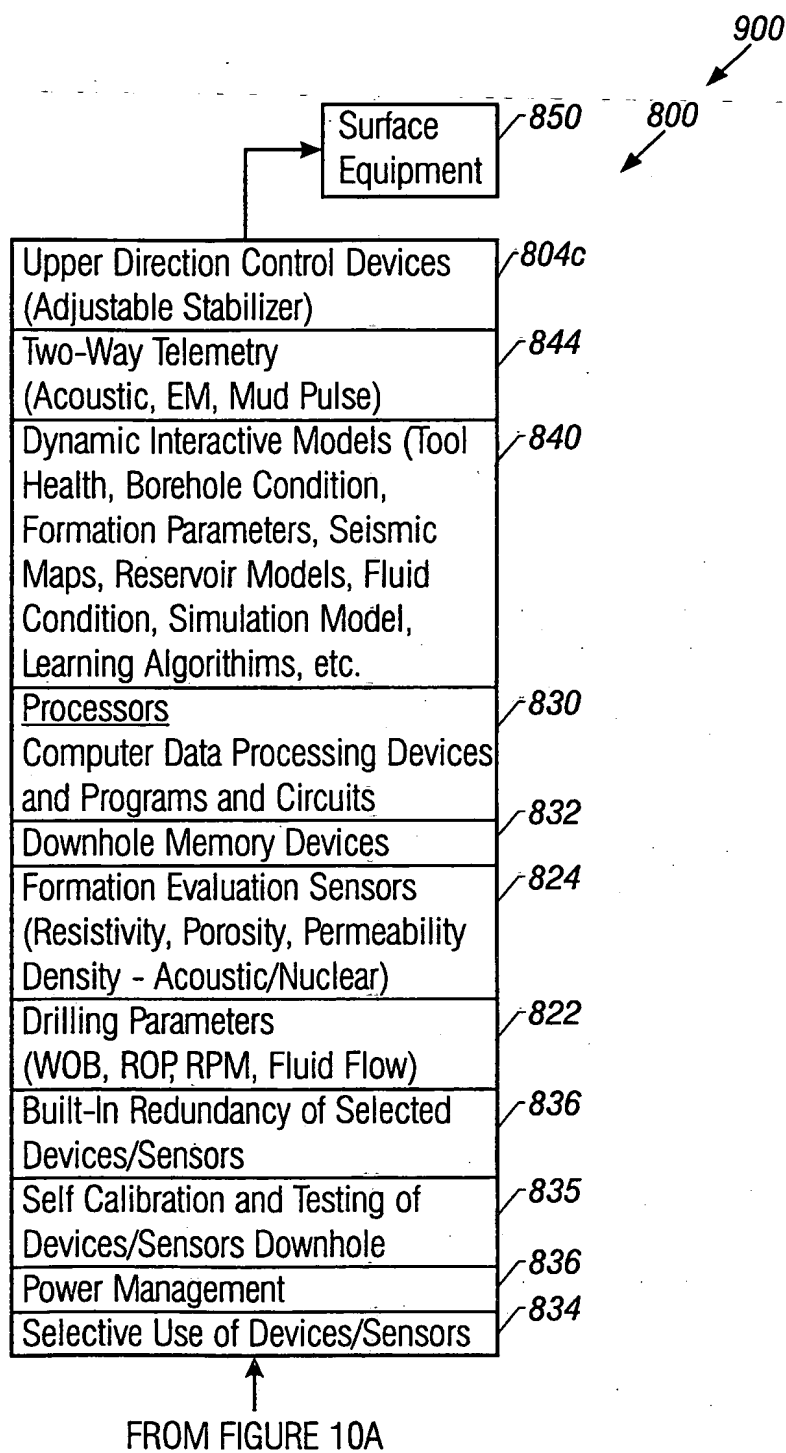 900
Surface 850
Equipment
800
Upper Direction Control Devices 804c
(Adjustable Stabilizer)
Two-Way Telemetry 844
(Acoustic, EM, Mud Pulse)
Dynamic Interactive Models (Tool 840
Health, Borehole Condition,
Formation Parameters, Seismic
Maps, Reservoir Models, Fluid
Condition, Simulation Model,
Learning Algorithims, etc.
Processors 830
Computer Data Processing Devices
and Programs and Circuits
832
Downhole Memory Devices
Formation Evaluation Sensors 824
(Resistivity, Porosity, Permeability
Density - Acoustic/Nuclear)
Drilling Parameters 822
(WOB, ROP, RPM, Fluid Flow)
Built-In Redundancy of Selected 836
Devices/Sensors
Self Calibration and Testing of 835
Devices/Sensors Downhole
836
Power Management
834
Selective Use of Devices/Sensors
FROM FIGURE 10A